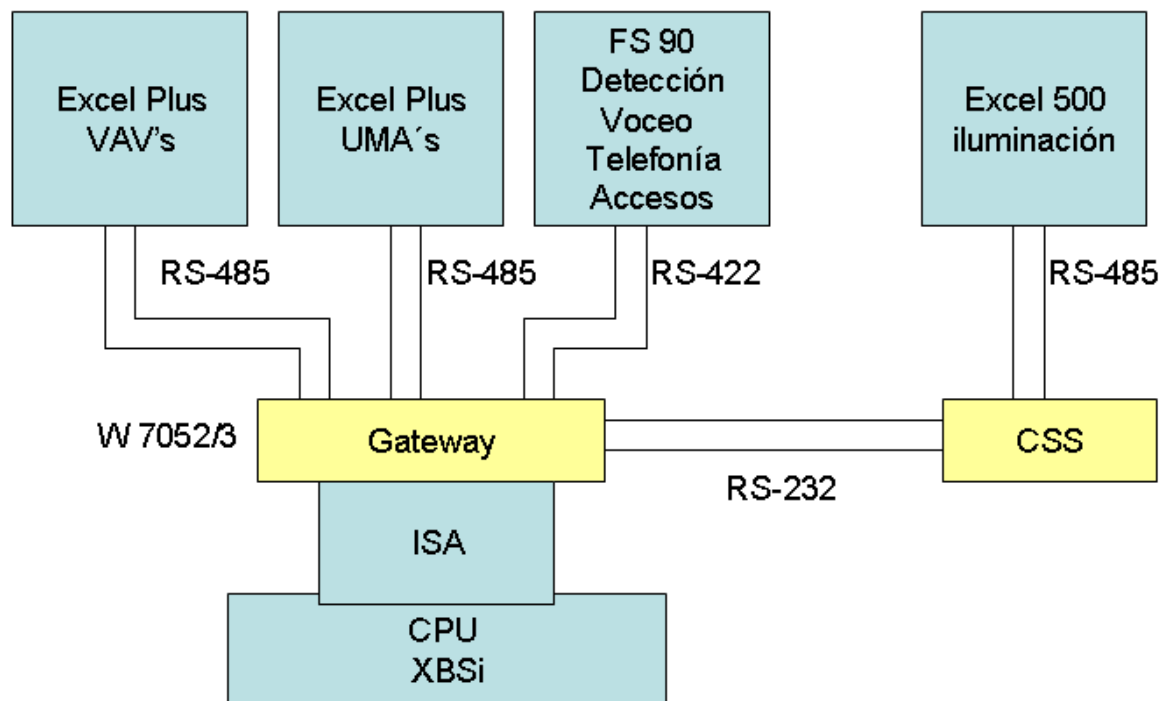 Excel Plus
VAV's
Excel Plus
UMA´s
FS 90
Detección
Voceo
Telefonía
Accesos
Excel 500
iluminación
RS-485
RS-485
RS-422
RS-485
W 7052/3
Gateway
CSS
RS-232
ISA
CPU
XBSi